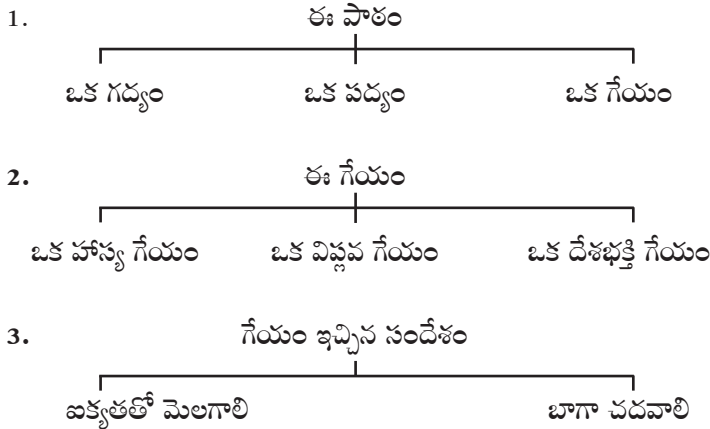 1. ఈ పాఠం
ఒక గద్యం ఒక పద్యం ఒక గేయం
2. ఈ గేయం
ఒక హాస్య గేయం ఒక విప్లవ గేయం ఒక దేశభక్తి గేయం
3. గేయం ఇచ్చిన సందేశం
ఐక్యతతో మెలగాలి బాగా చదవాలి